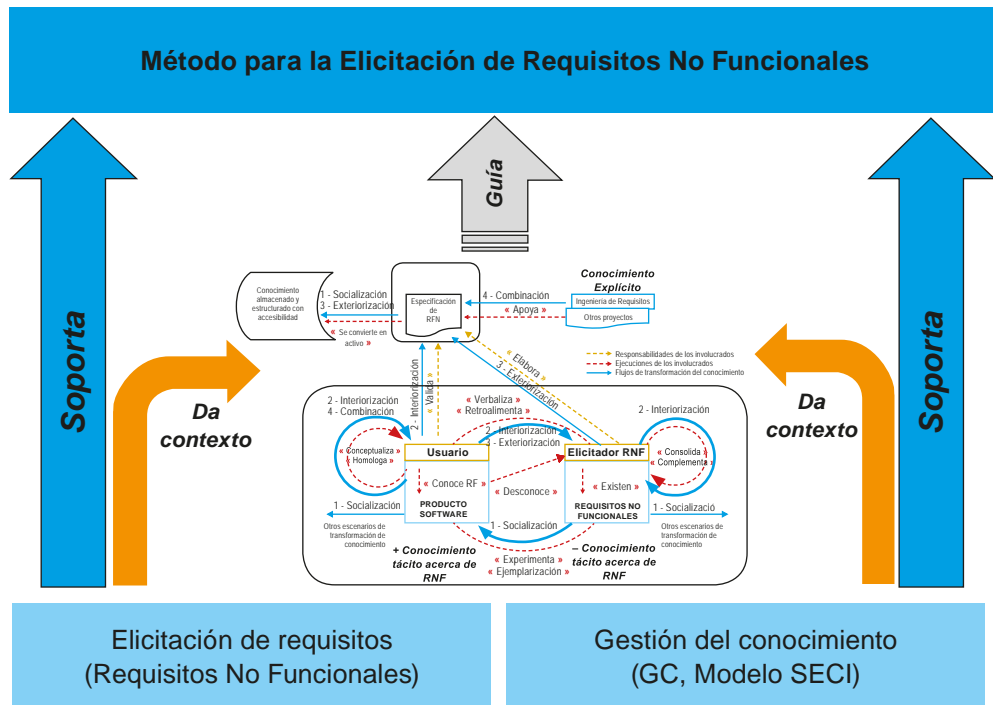 Método para la Elicitación de Requisitos No Funcionales
Soporta
Guía
Soporta
Conocimiento
almacenado y
estructurado con
accesibilidad
1 - Socialización
3 - Exteriorización
« Se convierte en
activo »
Especificación
de
RFN
4 - Combinación
« Apoya »
Conocimiento
Explícito
Ingeniería de Requisitos
Otros proyectos
Responsabilidades de los involucrados
Ejecuciones de los involucrados
Flujos de transformación del conocimiento
Da
contexto
Da
contexto
2 - Interiorización
« Valida »
« Elabora »
3 - Exteriorización
2 - Interiorización
4 - Combinación
« Verbaliza »
« Retroalimenta »
2 - Interiorización
3 - Exteriorización
2 - Interiorización
« Conceptualiza »
« Homologa »
Usuario
Elicitador RNF
« Consolida »
« Complementa »
« Conoce RF »
« Desconoce »
« Existen »
PRODUCTO
SOFTWARE
REQUISITOS NO
FUNCIONALES
1 - Socialización
1 - Socialización
1 - Socializació
Otros escenarios de
transformación de
conocimiento
Otros escenarios de
transformación de
conocimiento
+ Conocimiento
tácito acerca de
RNF
« Experimenta »
« Ejemplarización »
– Conocimiento
tácito acerca de
RNF
Elicitación de requisitos
(Requisitos No Funcionales)
Gestión del conocimiento
(GC, Modelo SECI)